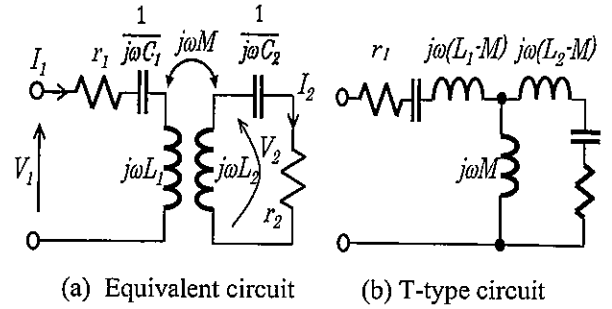 1/jωC₁ jωM 1/jωC₂
I₁ r₁ I₂
V₁ jωL₁ jωL₂ V₂ r₂
(a) Equivalent circuit
r₁ jω(L₁-M) jω(L₂-M)
jωM
(b) T-type circuit